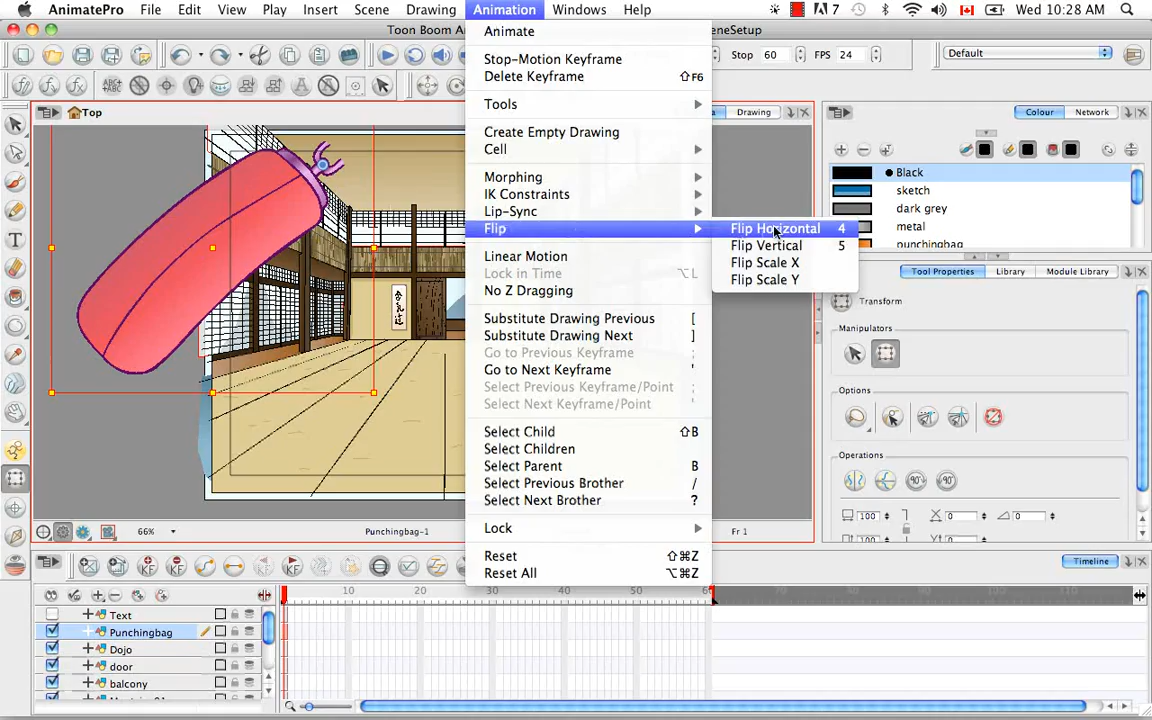 AnimatePro File Edit View Play Insert Scene Drawing Animation Windows Help 7 Wed 10:28 AM
Toon Boom An
eneSetup
Stop 60 FPS 24 Default
Top
Drawing
Colour Network
Animate
Stop-Motion Keyframe
Delete Keyframe ⇧F6
Tools
Create Empty Drawing
Cell
Morphing
IK Constraints
Lip-Sync
Flip
Linear Motion
Lock in Time ⌥L
No Z Dragging
Substitute Drawing Previous [
Substitute Drawing Next ]
Go to Previous Keyframe ;
Go to Next Keyframe '
Select Previous Keyframe/Point ;
Select Next Keyframe/Point '
Select Child ⇧B
Select Children
Select Parent B
Select Previous Brother /
Select Next Brother ?
Lock
Reset ⇧⌘Z
Reset All ⌥⌘Z
Flip Horizontal 4
Flip Vertical 5
Flip Scale X
Flip Scale Y
Black
sketch
dark grey
metal
punchingbag
Tool Properties Library Module Library
Transform
Manipulators
Options
Operations
100 X 0 0
合気道
66% Punchingbag-1 Fr 1
Timeline
10 20 30 40 50 60
Text
Punchingbag
Dojo
door
balcony